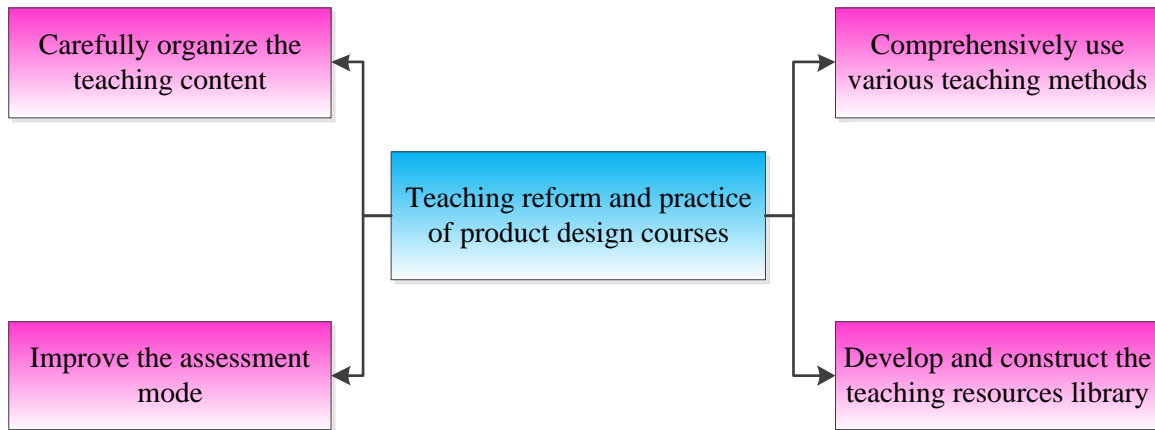 Carefully organize the
teaching content
Comprehensively use
various teaching methods
Teaching reform and practice
of product design courses
Improve the assessment
mode
Develop and construct the
teaching resources library